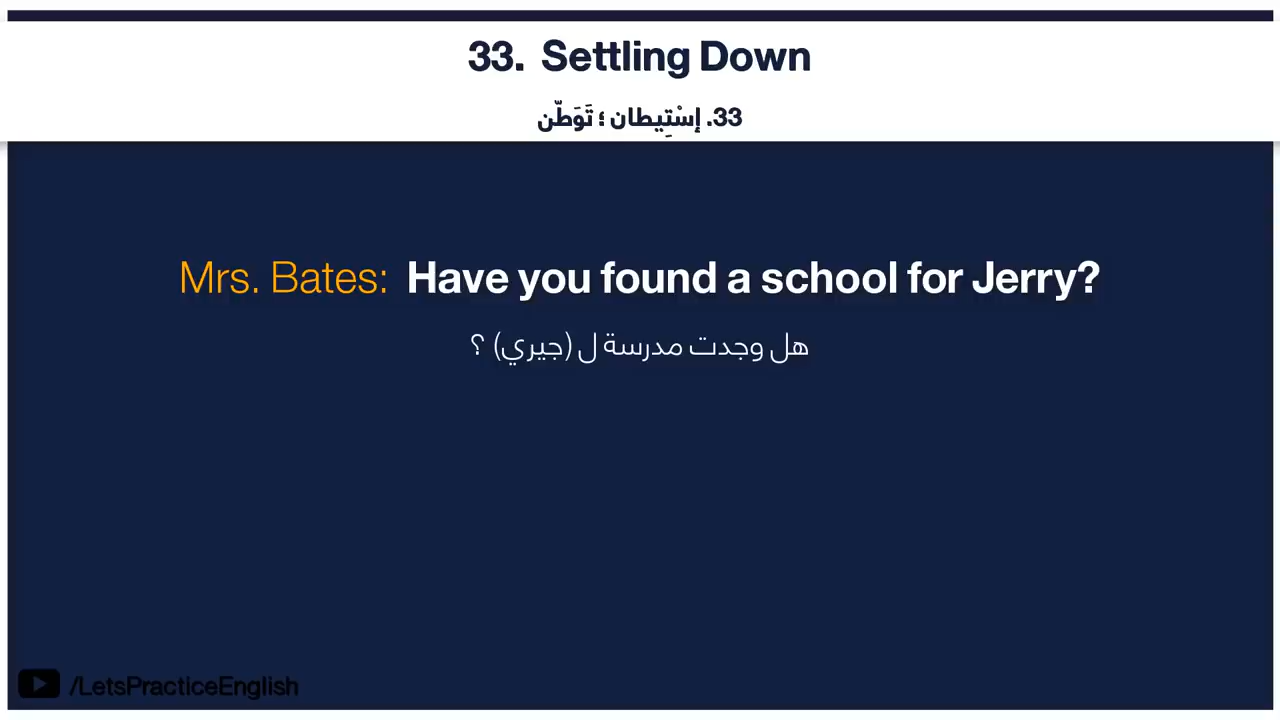 33. Settling Down
33. إسْتِيطان ؛ تَوَطّن
Mrs. Bates: Have you found a school for Jerry?
هل وجدت مدرسة ل (جيري) ؟
/LetsPracticeEnglish